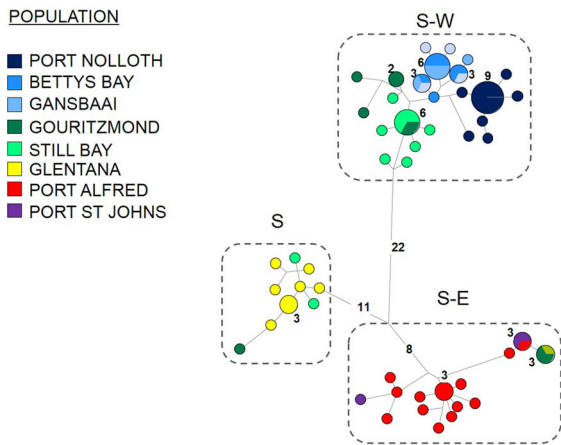 POPULATION
PORT NOLLOTH
BETTYS BAY
GANSBAAI
GOURITZMOND
STILL BAY
GLENTANA
PORT ALFRED
PORT ST JOHNS
S-W
6
2
3
3
9
6
22
S
3
11
S-E
8
3
3
3